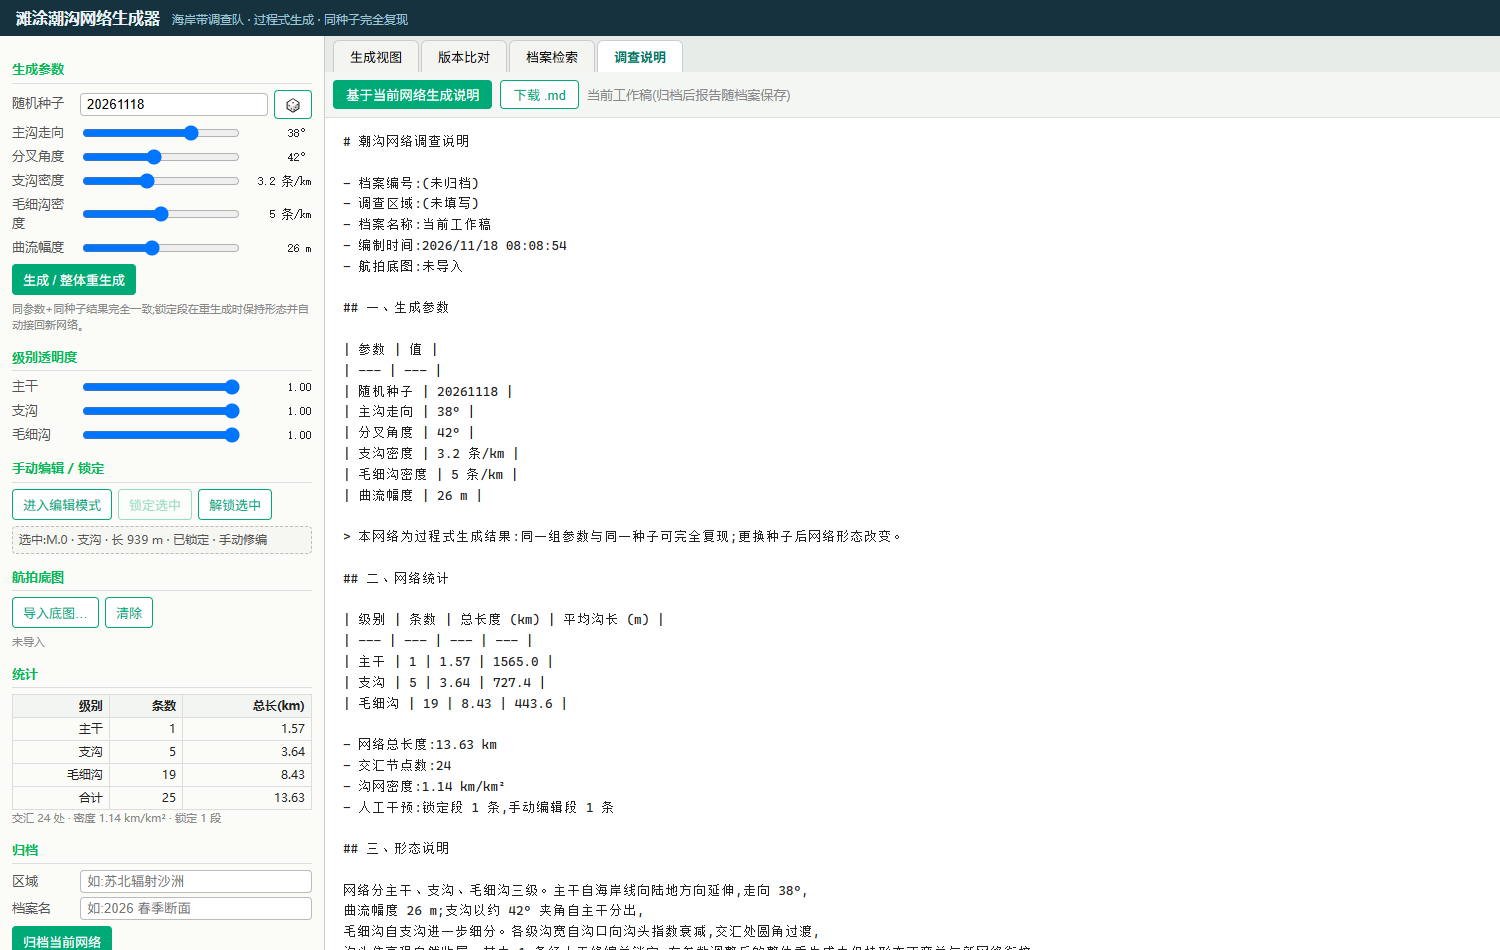 滩涂潮沟网络生成器 海岸带调查队 · 过程式生成 · 同种子完全复现
生成参数
随机种子 20261118
主沟走向 38°
分叉角度 42°
支沟密度 3.2 条/km
毛细沟密度 5 条/km
曲流幅度 26 m
生成 / 整体重生成
同参数+同种子结果完全一致;锁定段在重生成时保持形态并自
动接回新网络。
级别透明度
主干 1.00
支沟 1.00
毛细沟 1.00
手动编辑 / 锁定
进入编辑模式 锁定选中 解锁选中
选中:M.0 · 支沟 · 长 939 m · 已锁定 · 手动修编
航拍底图
导入底图... 清除
未导入
统计
级别 条数 总长(km)
主干 1 1.57
支沟 5 3.64
毛细沟 19 8.43
合计 25 13.63
交汇 24 处 · 密度 1.14 km/km² · 锁定 1 段
归档
区域 如:苏北辐射沙洲
档案名 如:2026 春季断面
归档当前网络
生成视图 版本比对 档案检索 调查说明
基于当前网络生成说明 下载 .md 当前工作稿(归档后报告随档案保存)
# 潮沟网络调查说明
- 档案编号:(未归档)
- 调查区域:(未填写)
- 档案名称:当前工作稿
- 编制时间:2026/11/18 08:08:54
- 航拍底图:未导入
## 一、生成参数
| 参数 | 值 |
| --- | --- |
| 随机种子 | 20261118 |
| 主沟走向 | 38° |
| 分叉角度 | 42° |
| 支沟密度 | 3.2 条/km |
| 毛细沟密度 | 5 条/km |
| 曲流幅度 | 26 m |
> 本网络为过程式生成结果:同一组参数与同一种子可完全复现;更换种子后网络形态改变。
## 二、网络统计
| 级别 | 条数 | 总长度 (km) | 平均沟长 (m) |
| --- | --- | --- | --- |
| 主干 | 1 | 1.57 | 1565.0 |
| 支沟 | 5 | 3.64 | 727.4 |
| 毛细沟 | 19 | 8.43 | 443.6 |
- 网络总长度:13.63 km
- 交汇节点数:24
- 沟网密度:1.14 km/km²
- 人工干预:锁定段 1 条,手动编辑段 1 条
## 三、形态说明
网络分主干、支沟、毛细沟三级。主干自海岸线向陆地方向延伸,走向 38°,
曲流幅度 26 m;支沟以约 42° 夹角自主干分出,
毛细沟自支沟进一步细分。各级沟宽自沟口向沟头指数衰减,交汇处圆角过渡,